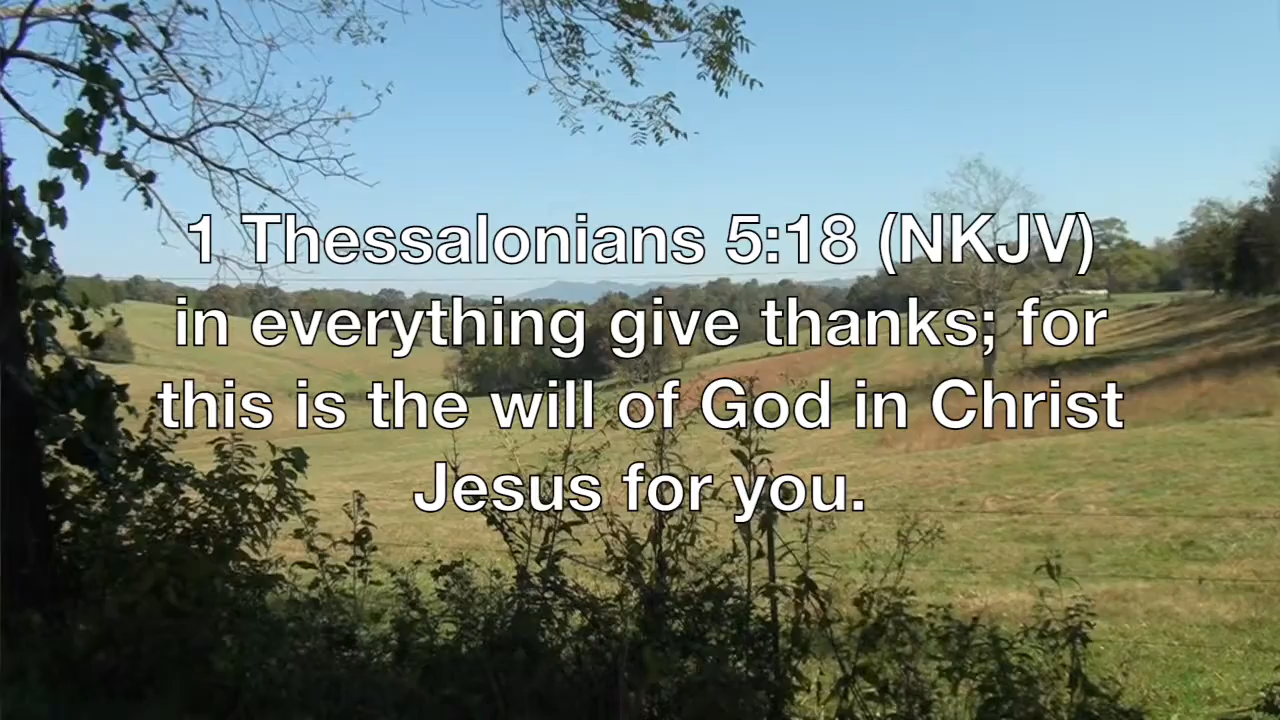 1 Thessalonians 5:18 (NKJV)
in everything give thanks; for
this is the will of God in Christ
Jesus for you.